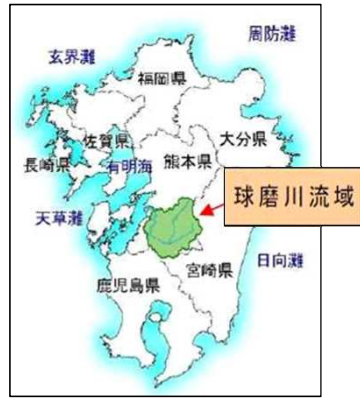 周防灘
玄界灘
福岡県
佐賀県
大分県
長崎県
有明海
熊本県
球磨川流域
天草灘
宮崎県
日向灘
鹿児島県